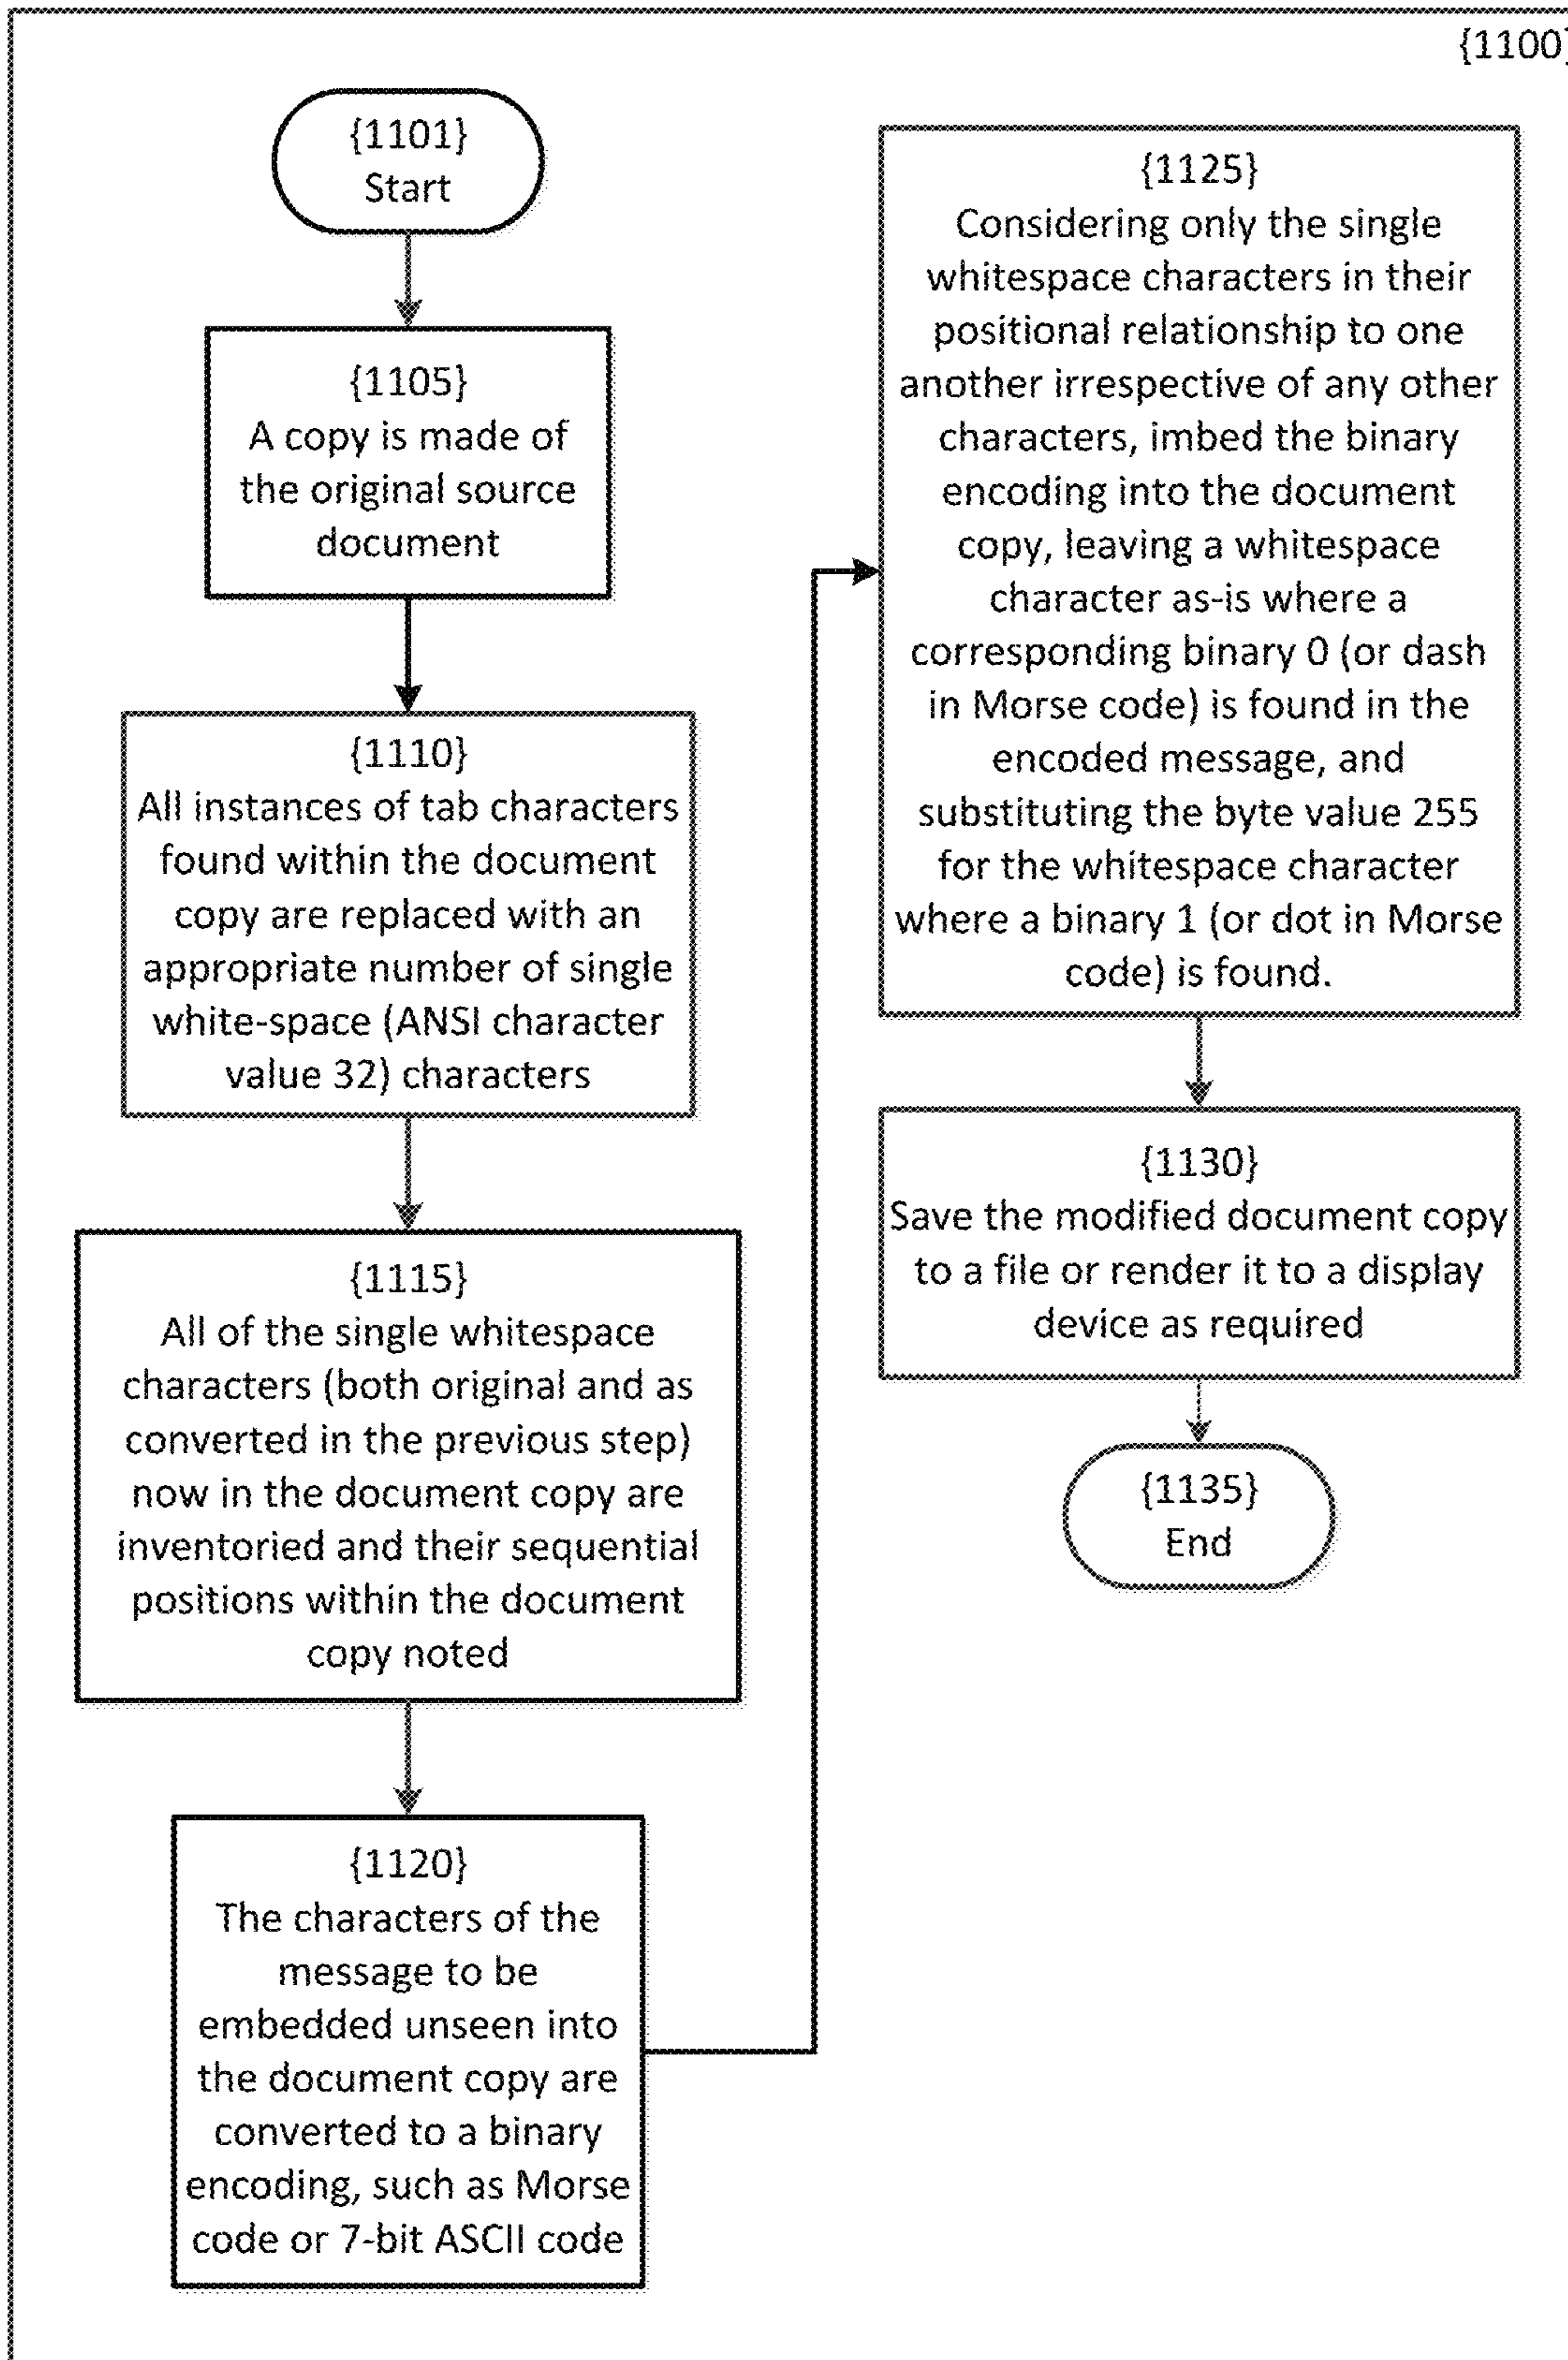 {1100}
{1101}
Start
{1105}
A copy is made of
the original source
document
{1110}
All instances of tab characters
found within the document
copy are replaced with an
appropriate number of single
white-space (ANSI character
value 32) characters
{1115}
All of the single whitespace
characters (both original and as
converted in the previous step)
now in the document copy are
inventoried and their sequential
positions within the document
copy noted
{1120}
The characters of the
message to be
embedded unseen into
the document copy are
converted to a binary
encoding, such as Morse
code or 7-bit ASCII code
{1125}
Considering only the single
whitespace characters in their
positional relationship to one
another irrespective of any other
characters, imbed the binary
encoding into the document
copy, leaving a whitespace
character as-is where a
corresponding binary 0 (or dash
in Morse code) is found in the
encoded message, and
substituting the byte value 255
for the whitespace character
where a binary 1 (or dot in Morse
code) is found.
{1130}
Save the modified document copy
to a file or render it to a display
device as required
{1135}
End